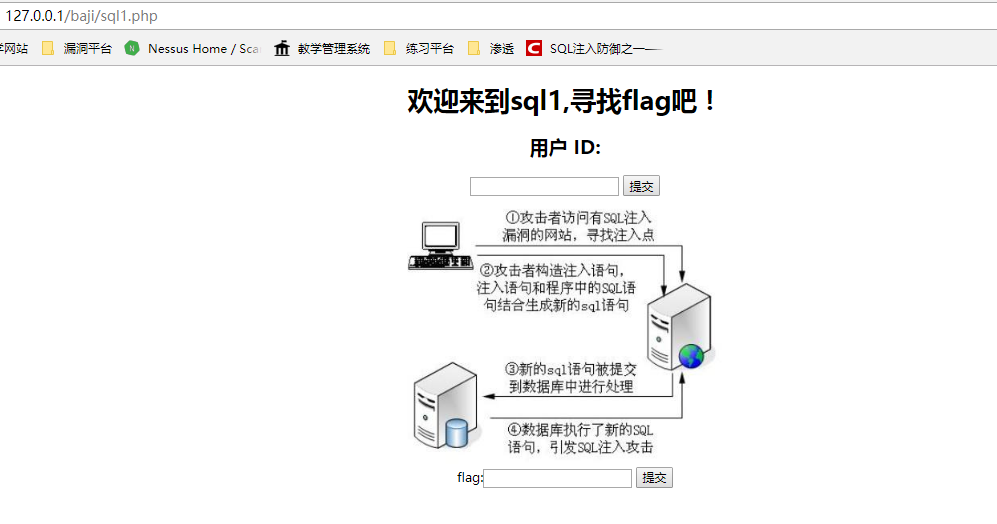 127.0.0.1/baji/sql1.php
学网站 漏洞平台 N Nessus Home / Sca 教学管理系统 练习平台 渗透 C SQL注入防御之一——
欢迎来到sql1,寻找flag吧！
用户 ID:
提交
①攻击者访问有SQL注入
漏洞的网站，寻找注入点
②攻击者构造注入语句，
注入语句和程序中的SQL语
句结合生成新的sql语句
③新的sql语句被提交
到数据库中进行处理
④数据库执行了新的SQL
语句，引发SQL注入攻击
flag: 提交